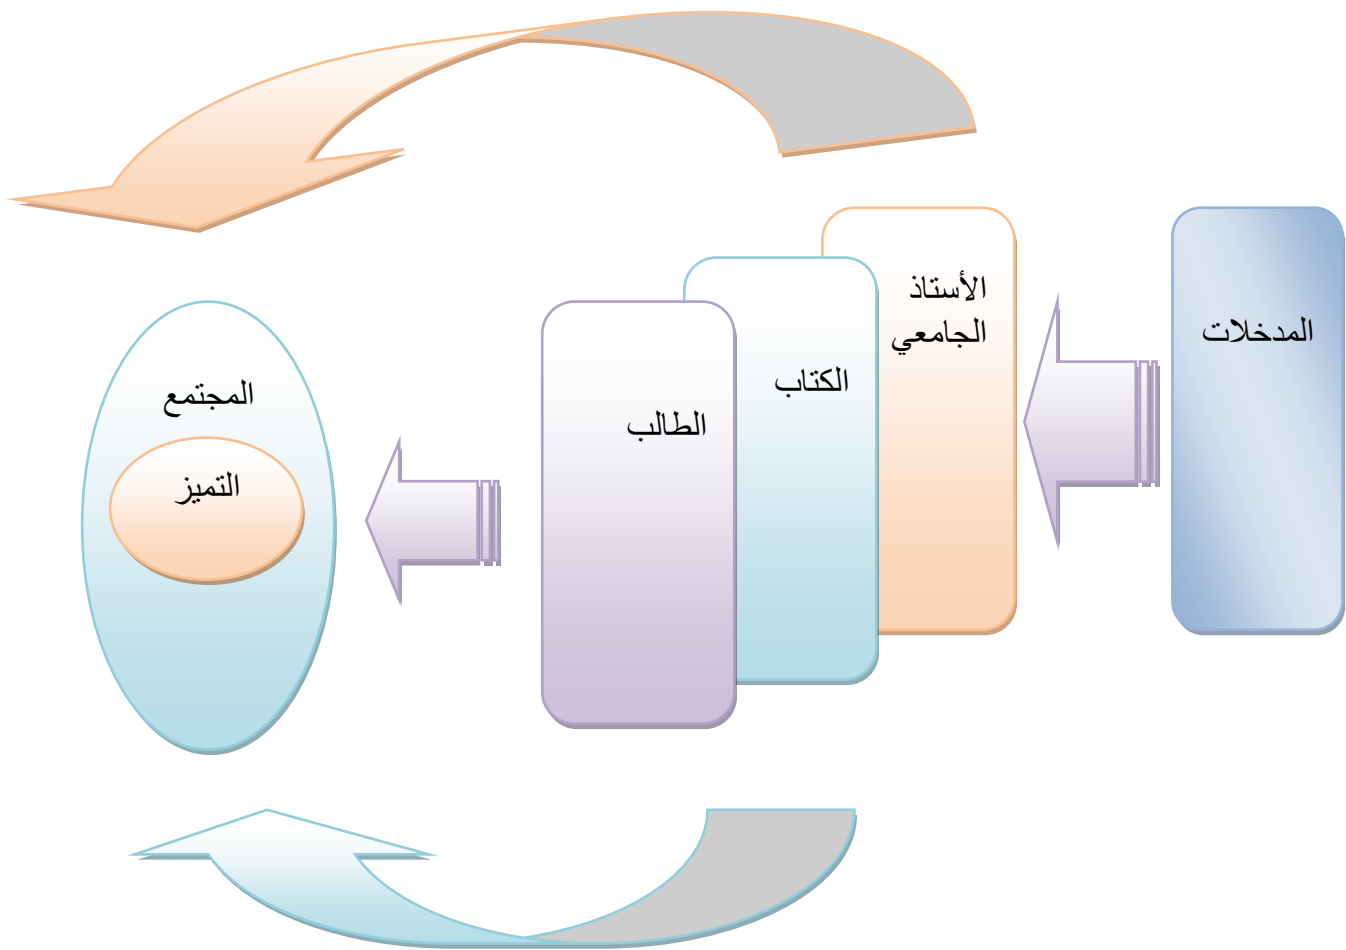 المدخلات
الأستاذ
الجامعي
الكتاب
الطالب
المجتمع
التميز